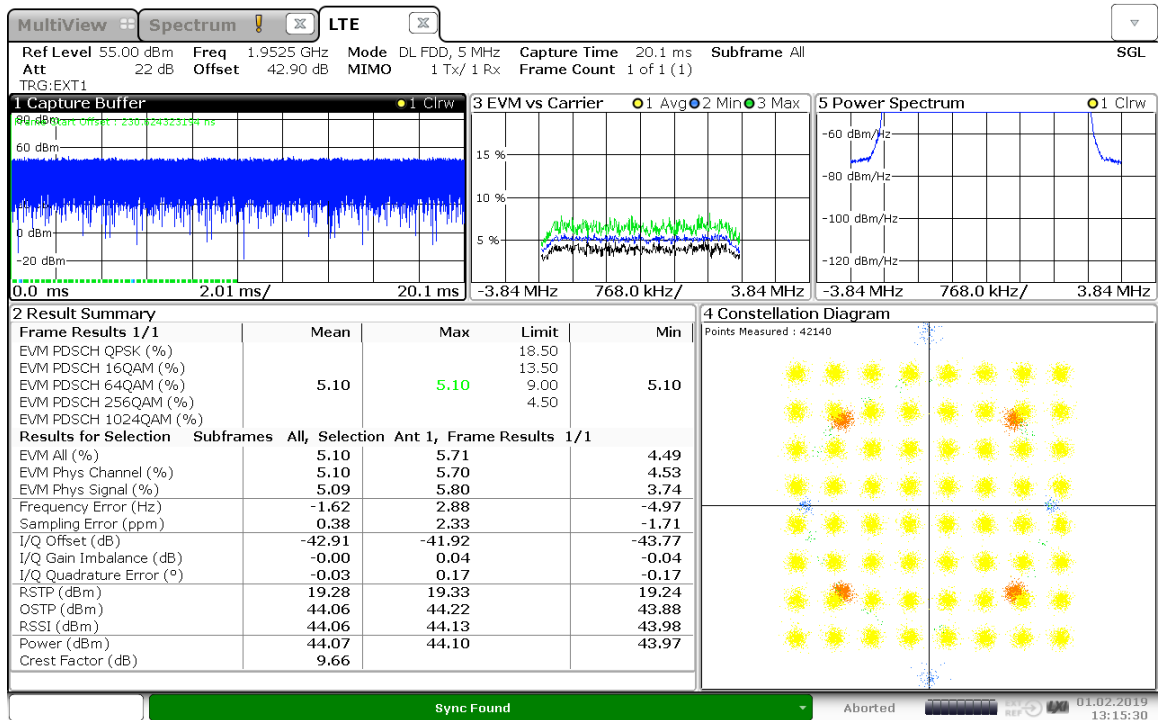 MultiView Spectrum LTE
Ref Level 55.00 dBm Freq 1.9525 GHz Mode DL FDD, 5 MHz Capture Time 20.1 ms Subframe All SGL
Att 22 dB Offset 42.90 dB MIMO 1 Tx/ 1 Rx Frame Count 1 of 1 (1)
TRG:EXT1
1 Capture Buffer 1 Clrw
80 dBm
Frame Start Offset : 230.624323194 ns
60 dBm
0 dBm
-20 dBm
0.0 ms 2.01 ms/ 20.1 ms
3 EVM vs Carrier 1 Avg 2 Min 3 Max
15 %
10 %
5 %
-3.84 MHz 768.0 kHz/ 3.84 MHz
5 Power Spectrum 1 Clrw
-60 dBm/Hz
-80 dBm/Hz
-100 dBm/Hz
-120 dBm/Hz
-3.84 MHz 768.0 kHz/ 3.84 MHz
2 Result Summary
Frame Results 1/1 Mean Max Limit Min
EVM PDSCH QPSK (%) 18.50
EVM PDSCH 16QAM (%) 13.50
EVM PDSCH 64QAM (%) 5.10 5.10 9.00 5.10
EVM PDSCH 256QAM (%) 4.50
EVM PDSCH 1024QAM (%)
Results for Selection Subframes All, Selection Ant 1, Frame Results 1/1
EVM All (%) 5.10 5.71 4.49
EVM Phys Channel (%) 5.10 5.70 4.53
EVM Phys Signal (%) 5.09 5.80 3.74
Frequency Error (Hz) -1.62 2.88 -4.97
Sampling Error (ppm) 0.38 2.33 -1.71
I/Q Offset (dB) -42.91 -41.92 -43.77
I/Q Gain Imbalance (dB) -0.00 0.04 -0.04
I/Q Quadrature Error (°) -0.03 0.17 -0.17
RSTP (dBm) 19.28 19.33 19.24
OSTP (dBm) 44.06 44.22 43.88
RSSI (dBm) 44.06 44.13 43.98
Power (dBm) 44.07 44.10 43.97
Crest Factor (dB) 9.66
4 Constellation Diagram
Points Measured : 42140
Sync Found
Aborted
EXT
REF
LXI
01.02.2019
13:15:30